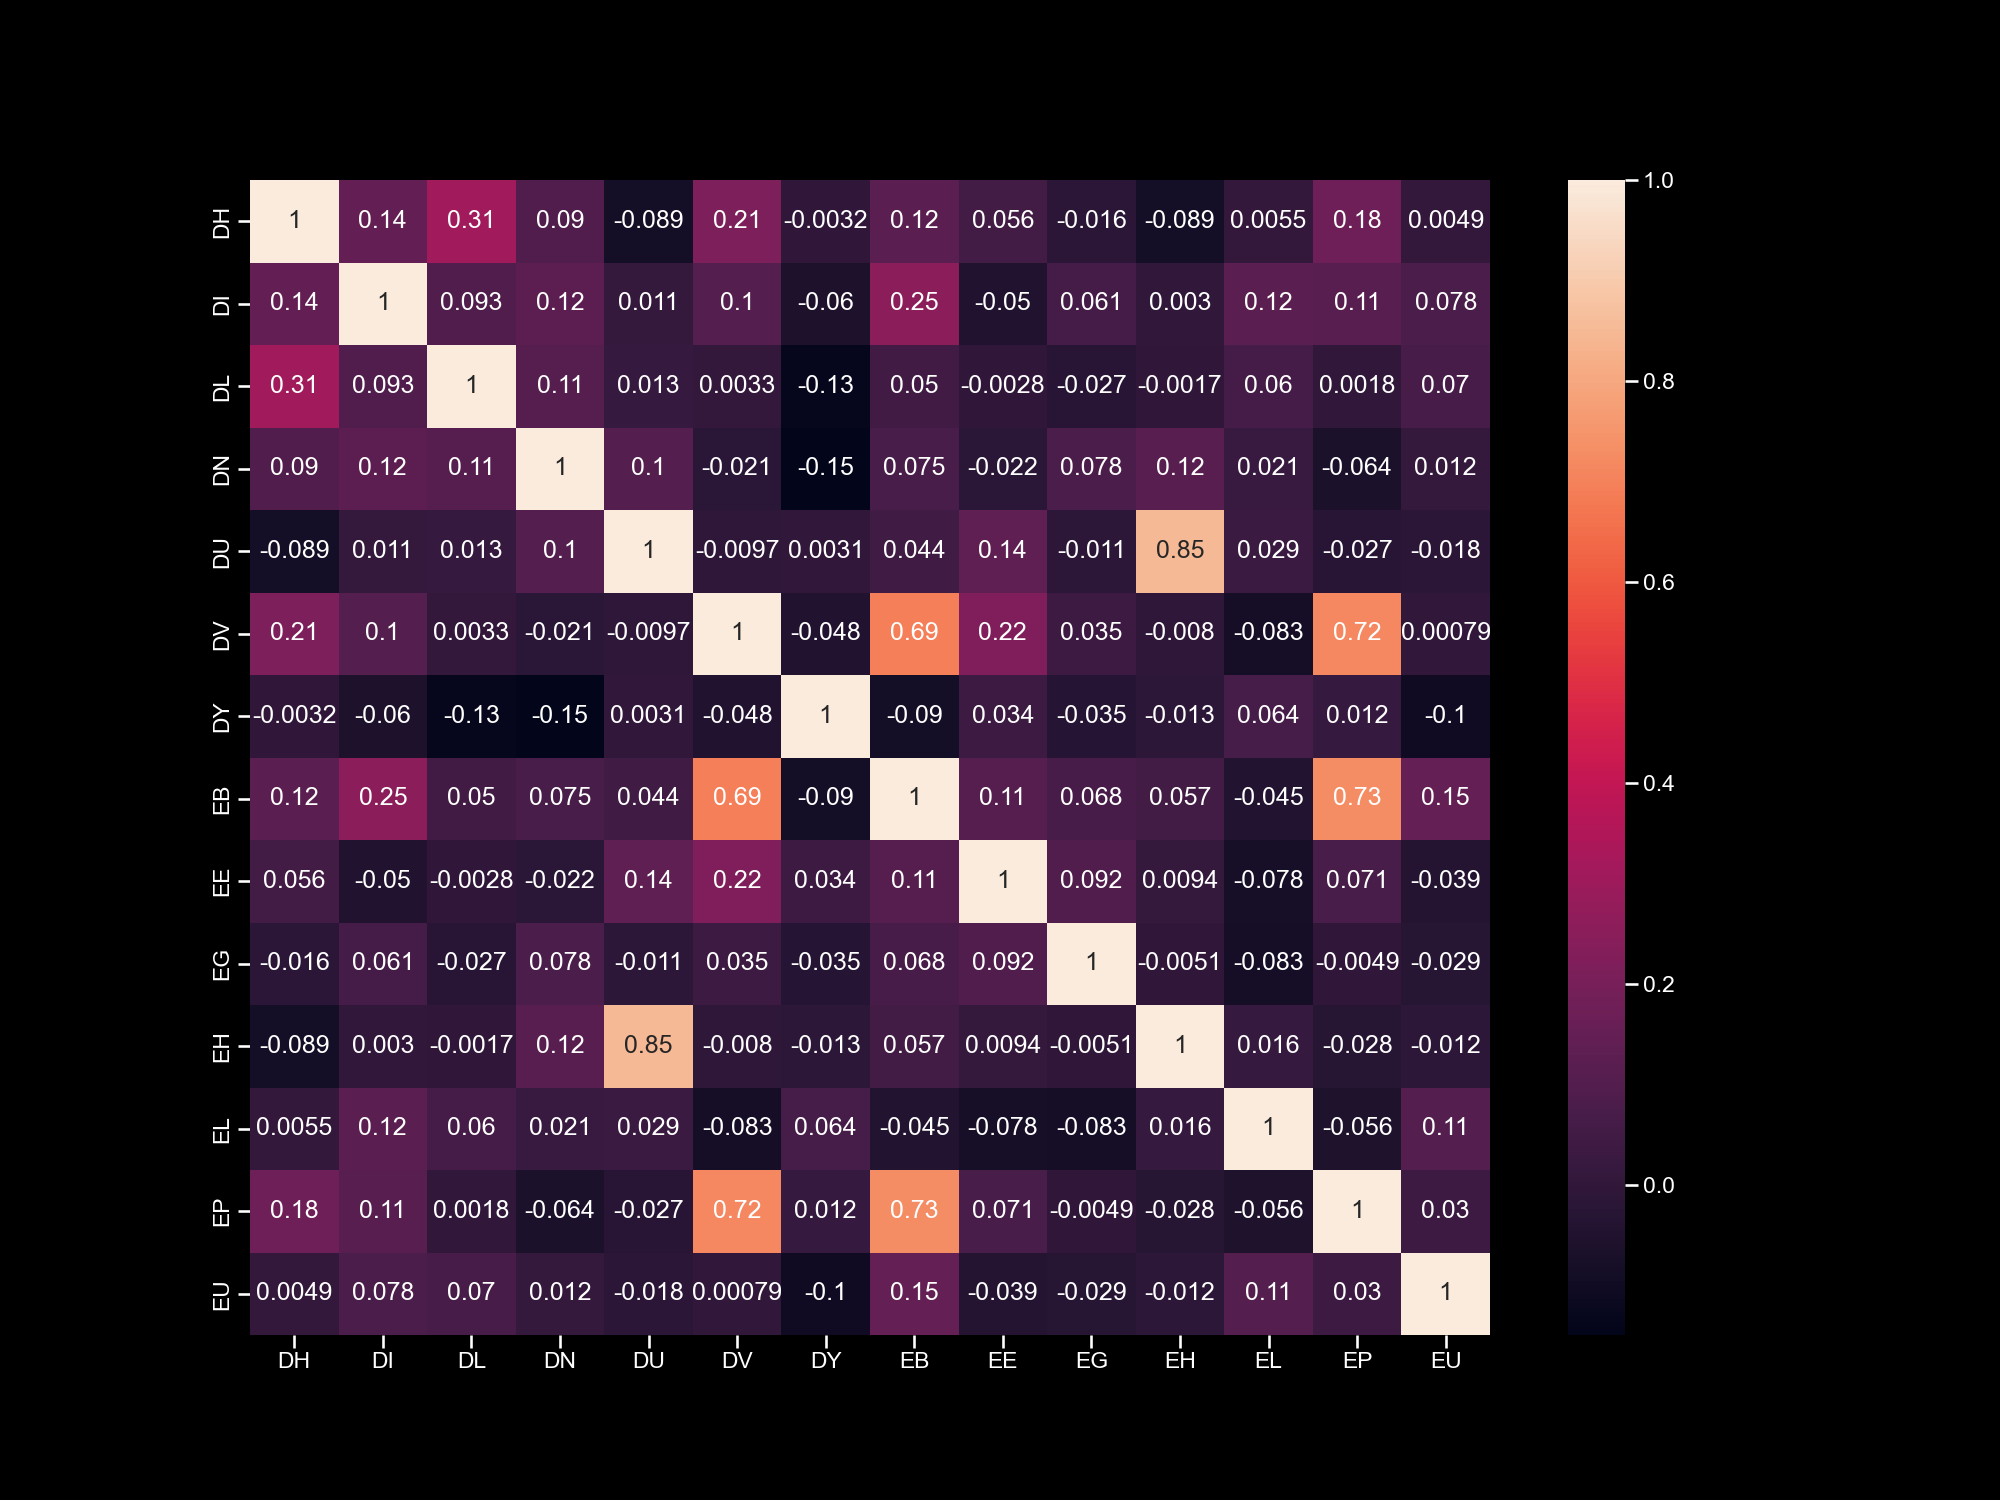 DH 1 0.14 0.31 0.09 -0.089 0.21 -0.0032 0.12 0.056 -0.016 -0.089 0.0055 0.18 0.0049
DI 0.14 1 0.093 0.12 0.011 0.1 -0.06 0.25 -0.05 0.061 0.003 0.12 0.11 0.078
DL 0.31 0.093 1 0.11 0.013 0.0033 -0.13 0.05 -0.0028 -0.027 -0.0017 0.06 0.0018 0.07
DN 0.09 0.12 0.11 1 0.1 -0.021 -0.15 0.075 -0.022 0.078 0.12 0.021 -0.064 0.012
DU -0.089 0.011 0.013 0.1 1 -0.0097 0.0031 0.044 0.14 -0.011 0.85 0.029 -0.027 -0.018
DV 0.21 0.1 0.0033 -0.021 -0.0097 1 -0.048 0.69 0.22 0.035 -0.008 -0.083 0.72 0.00079
DY -0.0032 -0.06 -0.13 -0.15 0.0031 -0.048 1 -0.09 0.034 -0.035 -0.013 0.064 0.012 -0.1
EB 0.12 0.25 0.05 0.075 0.044 0.69 -0.09 1 0.11 0.068 0.057 -0.045 0.73 0.15
EE 0.056 -0.05 -0.0028 -0.022 0.14 0.22 0.034 0.11 1 0.092 0.0094 -0.078 0.071 -0.039
EG -0.016 0.061 -0.027 0.078 -0.011 0.035 -0.035 0.068 0.092 1 -0.0051 -0.083 -0.0049 -0.029
EH -0.089 0.003 -0.0017 0.12 0.85 -0.008 -0.013 0.057 0.0094 -0.0051 1 0.016 -0.028 -0.012
EL 0.0055 0.12 0.06 0.021 0.029 -0.083 0.064 -0.045 -0.078 -0.083 0.016 1 -0.056 0.11
EP 0.18 0.11 0.0018 -0.064 -0.027 0.72 0.012 0.73 0.071 -0.0049 -0.028 -0.056 1 0.03
EU 0.0049 0.078 0.07 0.012 -0.018 0.00079 -0.1 0.15 -0.039 -0.029 -0.012 0.11 0.03 1
DH DI DL DN DU DV DY EB EE EG EH EL EP EU
1.0
0.8
0.6
0.4
0.2
0.0